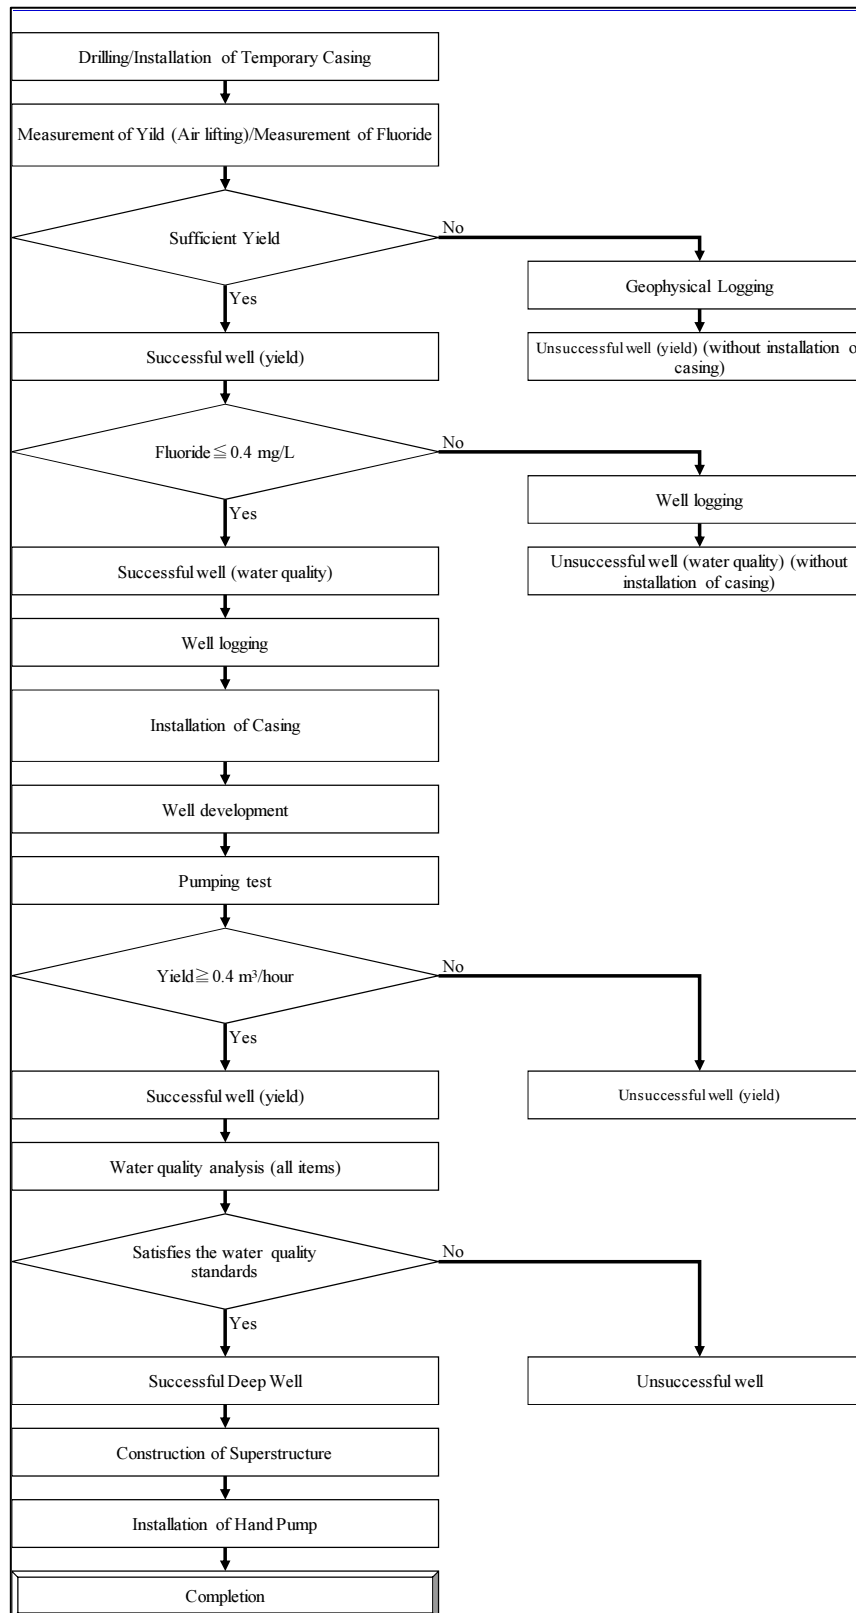 Drilling/Installation of Temporary Casing
Measurement of Yild (Air lifting)/Measurement of Fluoride
Sufficient Yield
No
Geophysical Logging
Yes
Successful well (yield)
Unsuccessful well (yield) (without installation o
casing)
Fluoride≦0.4 mg/L
No
Well logging
Yes
Successful well (water quality)
Unsuccessful well (water quality) (without
installation of casing)
Well logging
Installation of Casing
Well development
Pumping test
Yield≧0.4 m³/hour
No
Yes
Successful well (yield)
Unsuccessful well (yield)
Water quality analysis (all items)
Satisfies the water quality
standards
No
Yes
Successful Deep Well
Unsuccessful well
Construction of Superstructure
Installation of Hand Pump
Completion